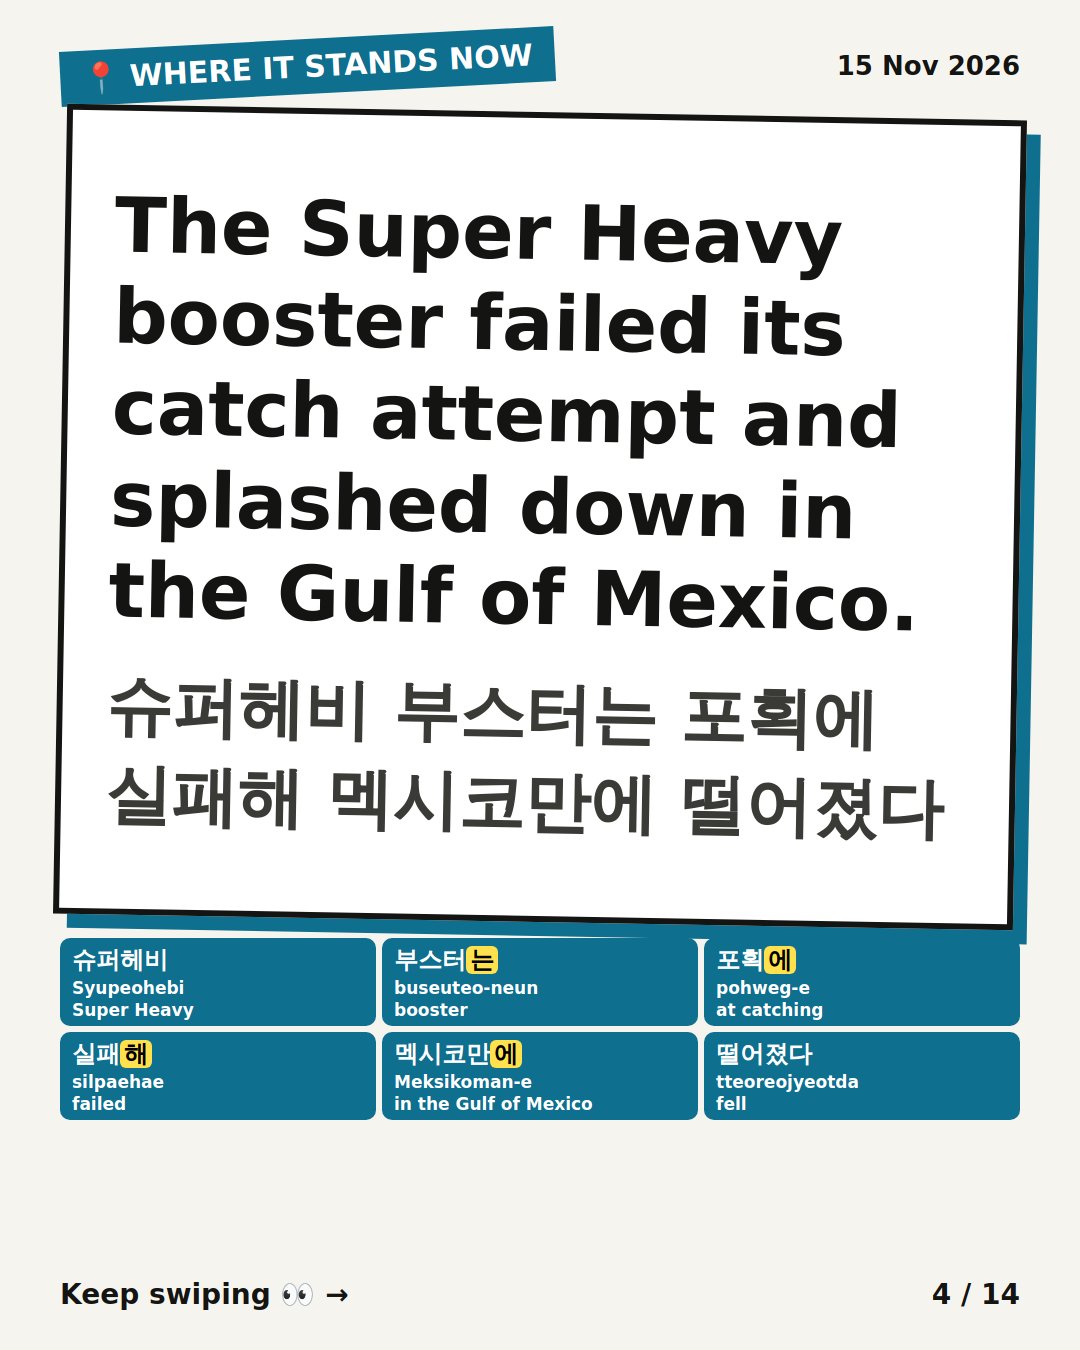 📍 WHERE IT STANDS NOW
15 Nov 2026
The Super Heavy
booster failed its
catch attempt and
splashed down in
the Gulf of Mexico.
슈퍼헤비 부스터는 포획에
실패해 멕시코만에 떨어졌다
슈퍼헤비
Syupeohebi
Super Heavy
부스터는
buseuteo-neun
booster
포획에
pohweg-e
at catching
실패해
silpaehae
failed
멕시코만에
Meksikoman-e
in the Gulf of Mexico
떨어졌다
tteoreojyeotda
fell
Keep swiping 👀 →
4 / 14